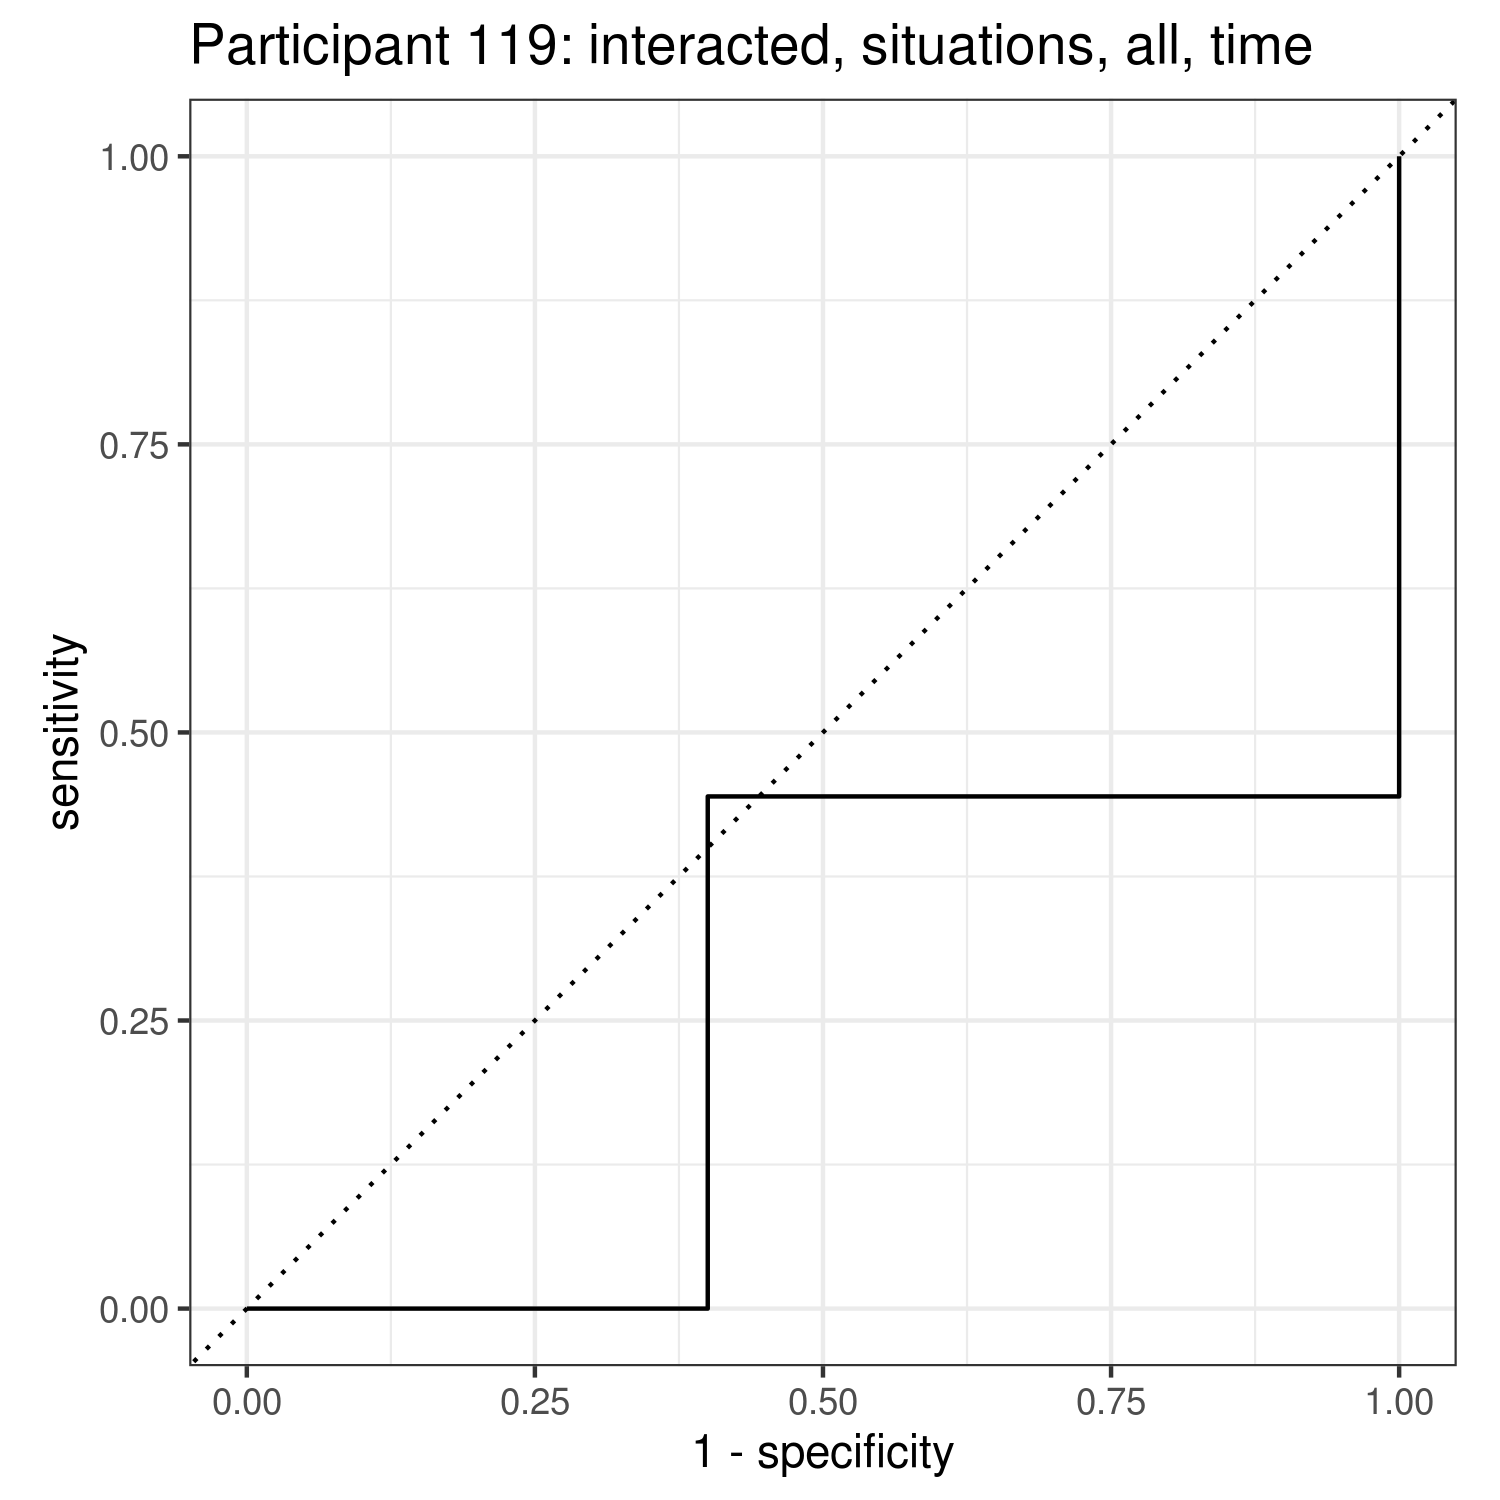 Participant 119: interacted, situations, all, time
1.00
0.75
0.50
0.25
0.00
sensitivity
0.00 0.25 0.50 0.75 1.00
1 - specificity